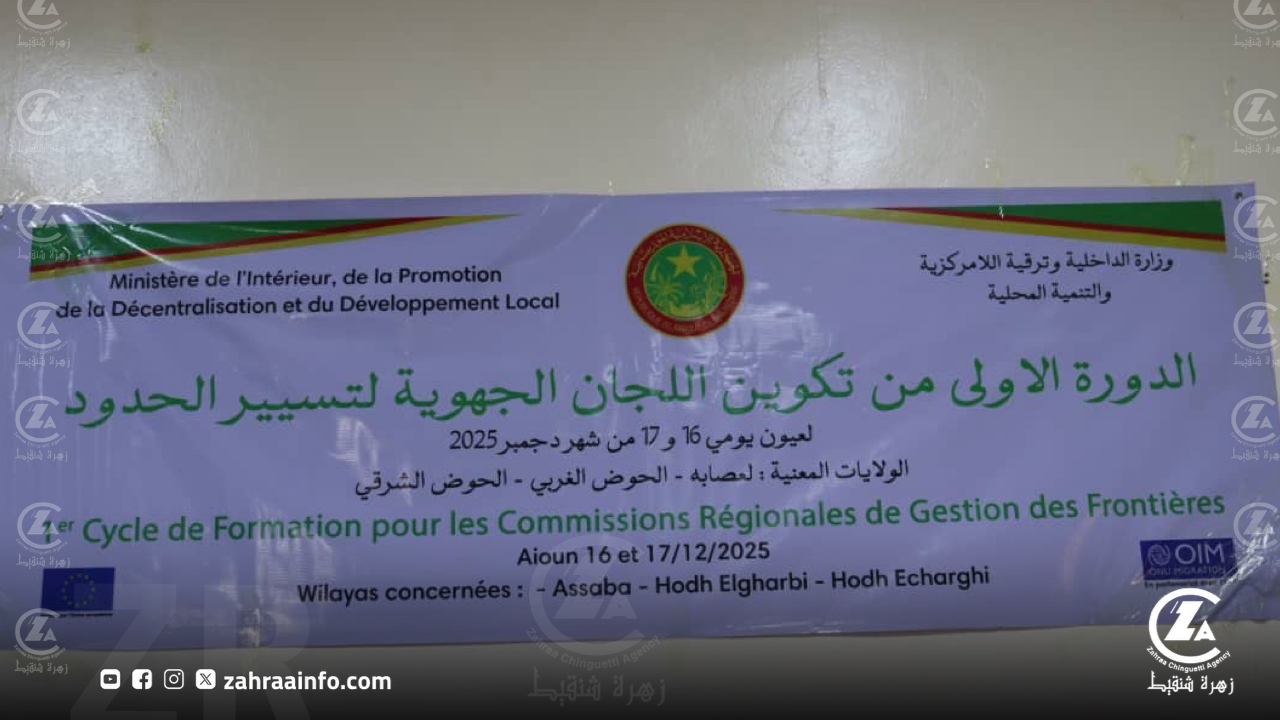 Ministère de l'Intérieur, de la Promotion
de la Décentralisation et du Développement Local
وزارة الداخلية وترقية اللامركزية
والتنمية المحلية
الدورة الاولى من تكوين اللجان الجهوية لتسيير الحدود
لعيون يومي 16 و 17 من شهر دجمبر 2025
الولايات المعنية : لعصابه - الحوض الغربي - الحوض الشرقي
1er Cycle de Formation pour les Commissions Régionales de Gestion des Frontières
Aioun 16 et 17/12/2025
Wilayas concernées : - Assaba - Hodh Elgharbi - Hodh Echarghi
OIM
ONU MIGRATION
ZA
Zahraa Chinguetti Agency
زهرة شنقيط
zahraainfo.com